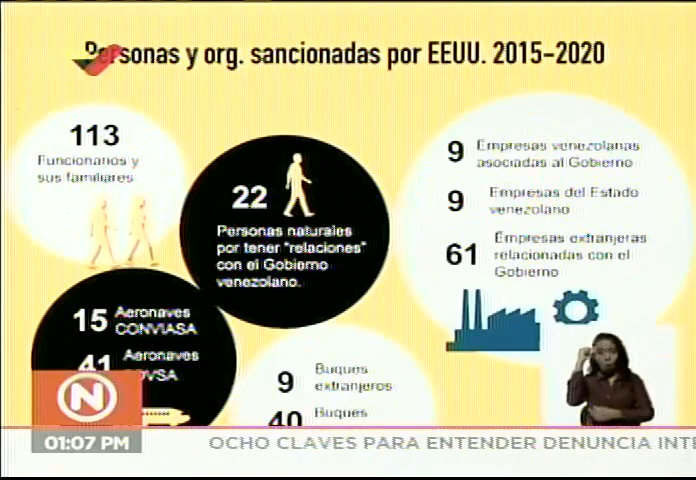 Personas y org. sancionadas por EEUU. 2015-2020
113
Funcionarios y
sus familiares
22
Personas naturales
por tener "relaciones"
con el Gobierno
venezolano.
9 Empresas venezolanas
asociadas al Gobierno
9 Empresas del Estado
venezolano
61 Empresas extranjeras
relacionadas con el
Gobierno
15 Aeronaves
CONVIASA
41 Aeronaves
PDVSA
9 Buques
extranjeros
40 Buques
N
01:07 PM
OCHO CLAVES PARA ENTENDER DENUNCIA INTE